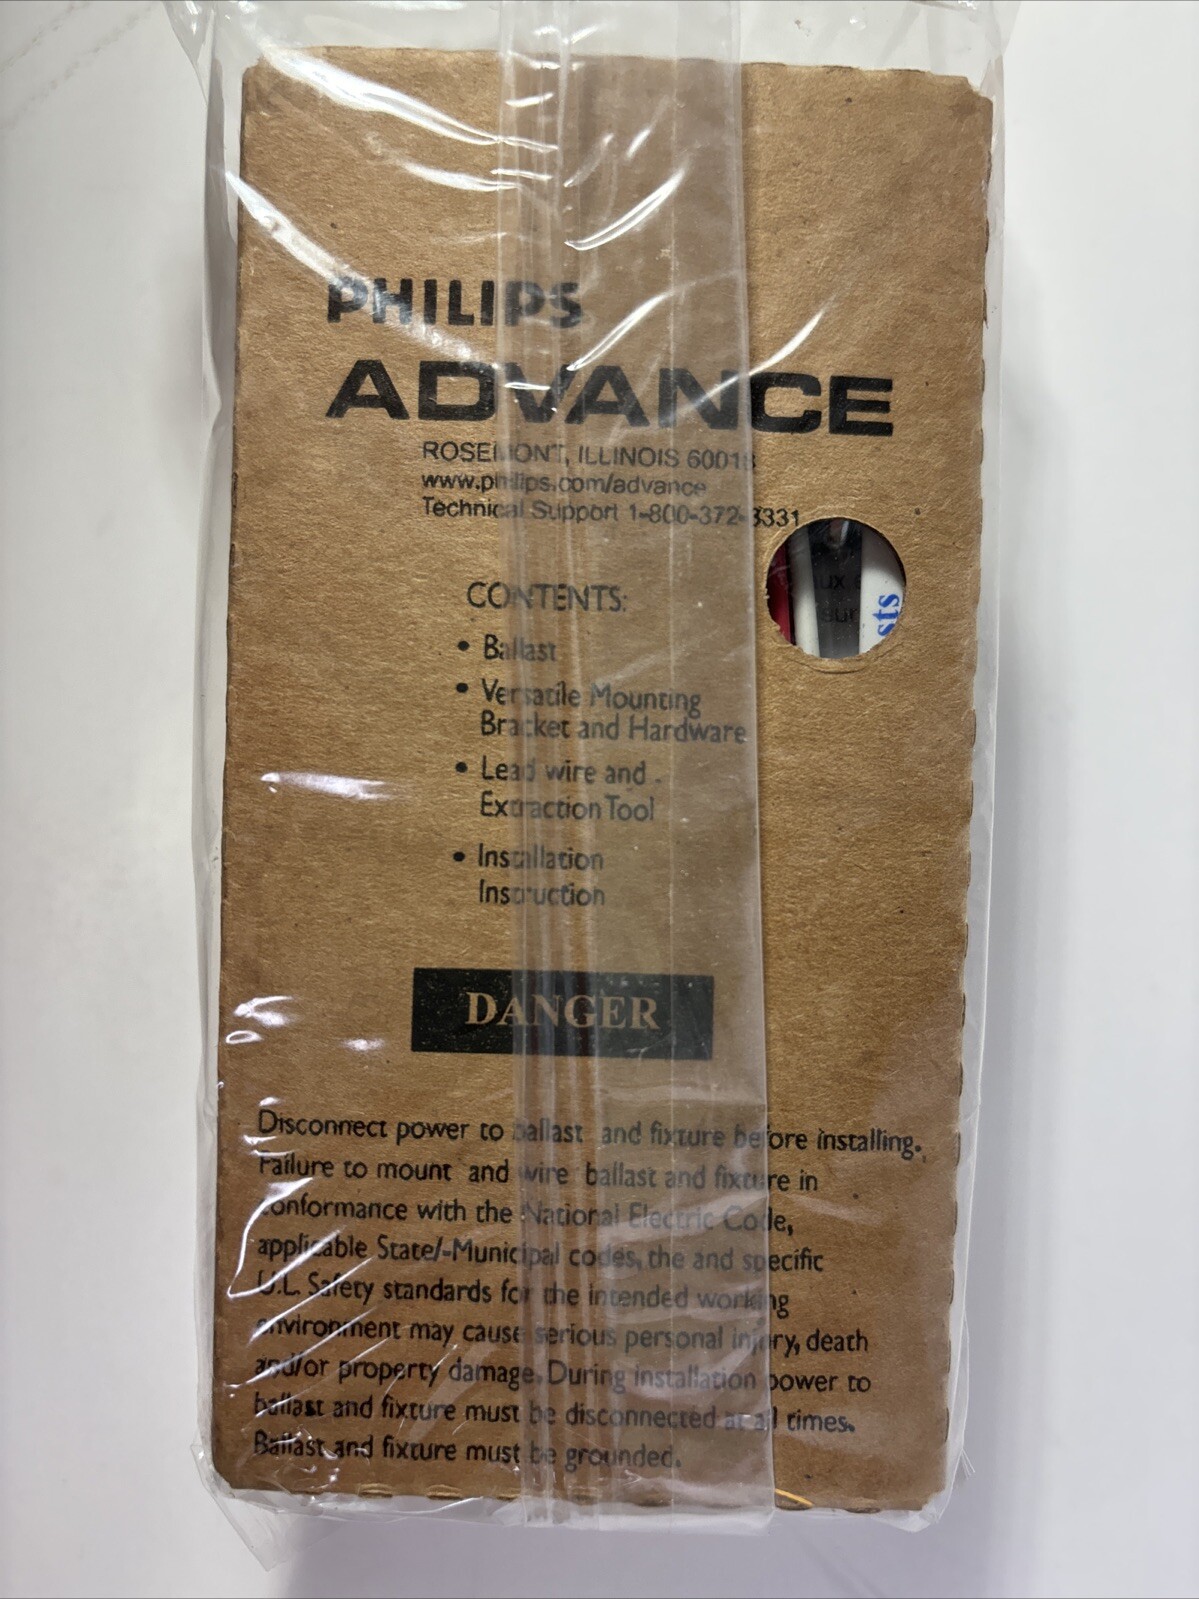 PHILIPS
ADVANCE
ROSEMONT, ILLINOIS 60018
www.philips.com/advance
Technical Support 1-800-372-3331
CONTENTS:
• Ballast
• Versatile Mounting
Bracket and Hardware
• Lead wire and
Extraction Tool
• Installation
Instruction
DANGER
Disconnect power to ballast and fixture before installing.
Failure to mount and wire ballast and fixture in
conformance with the National Electric Code,
applicable State/-Municipal codes, the and specific
U.L. Safety standards for the intended working
environment may cause serious personal injury, death
and/or property damage. During installation power to
ballast and fixture must be disconnected at all times.
Ballast and fixture must be grounded.
sts